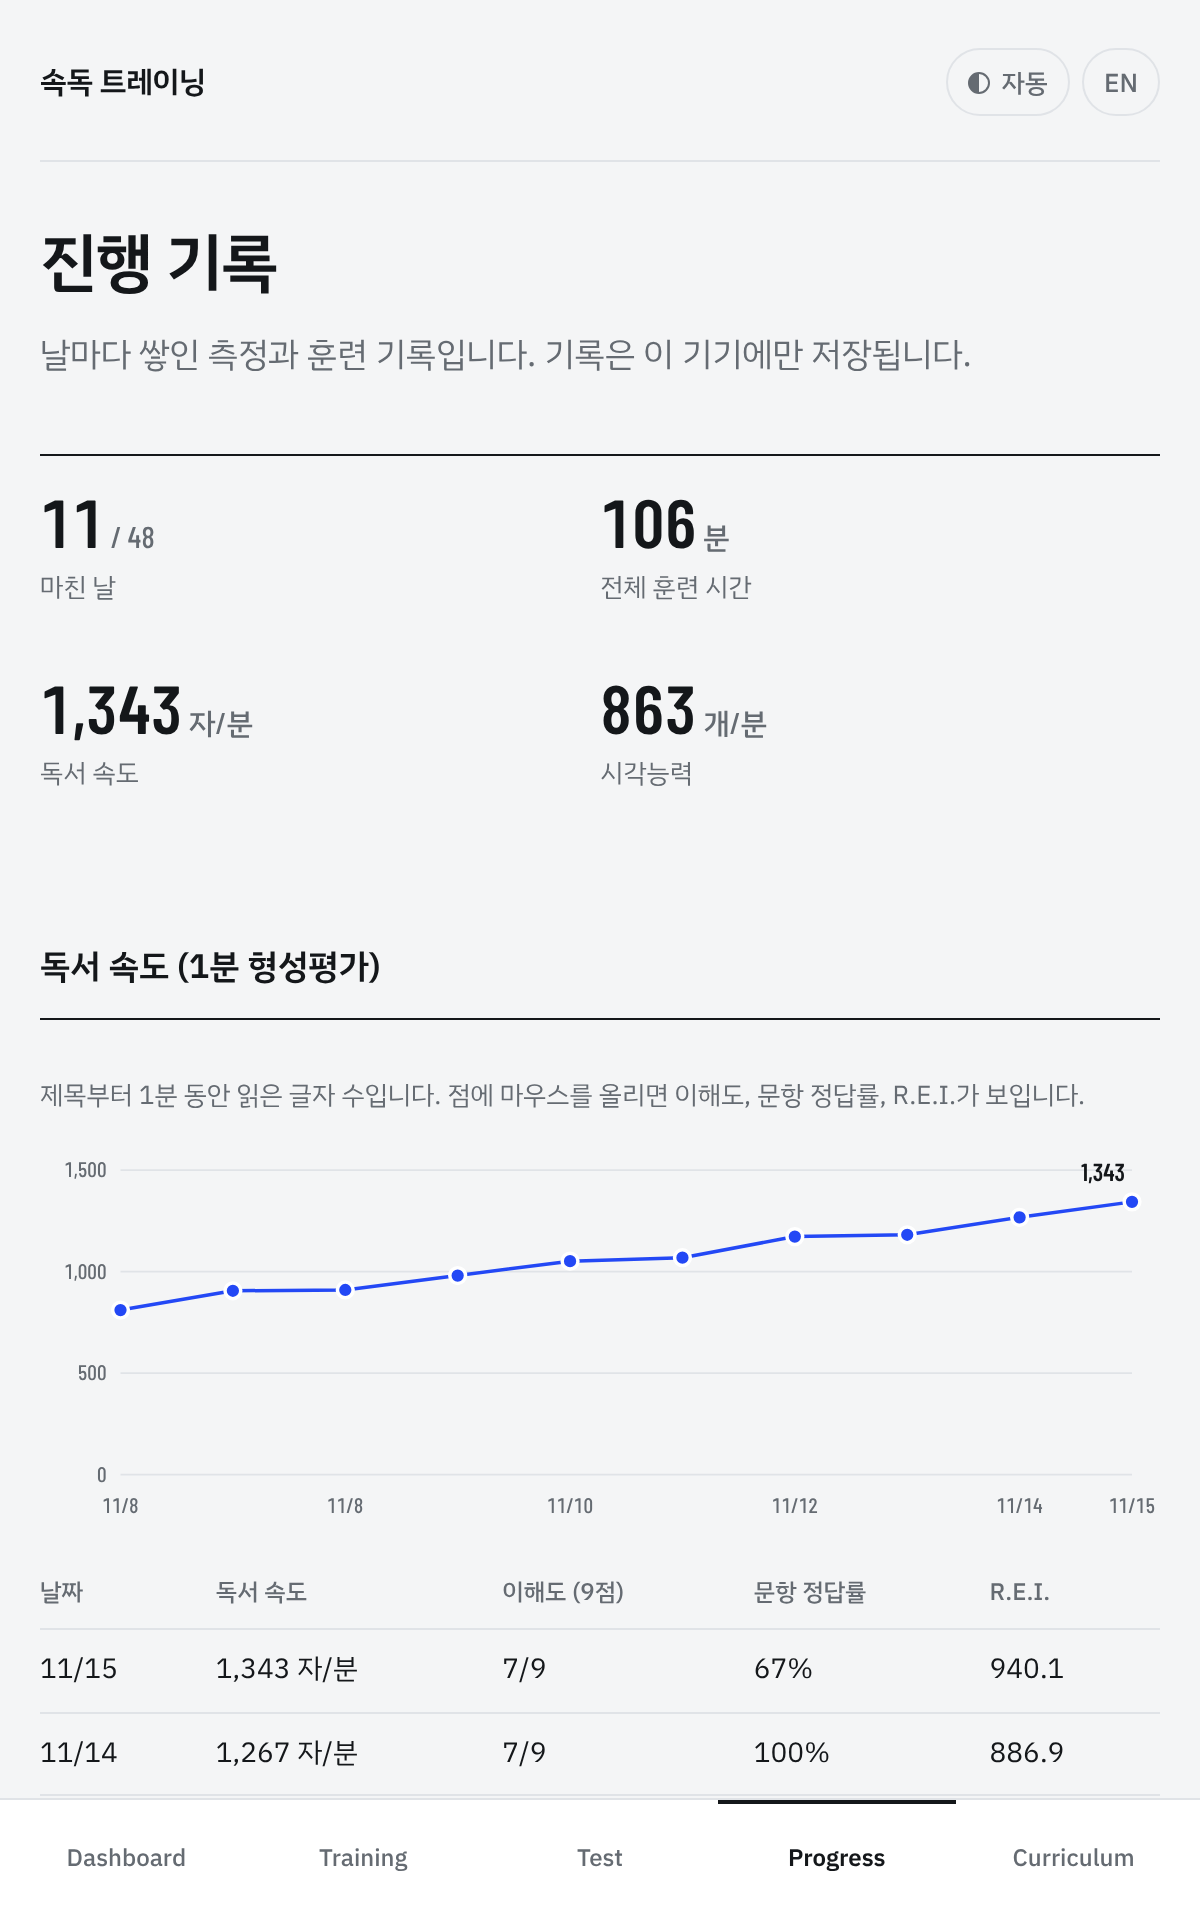 속독 트레이닝
자동
EN
진행 기록
날마다 쌓인 측정과 훈련 기록입니다. 기록은 이 기기에만 저장됩니다.
11 / 48
마친 날
106 분
전체 훈련 시간
1,343 자/분
독서 속도
863 개/분
시각능력
독서 속도 (1분 형성평가)
제목부터 1분 동안 읽은 글자 수입니다. 점에 마우스를 올리면 이해도, 문항 정답률, R.E.I.가 보입니다.
1,500
1,343
1,000
500
0
11/8 11/8 11/10 11/12 11/14 11/15
날짜 독서 속도 이해도 (9점) 문항 정답률 R.E.I.
11/15 1,343 자/분 7/9 67% 940.1
11/14 1,267 자/분 7/9 100% 886.9
Dashboard Training Test Progress Curriculum